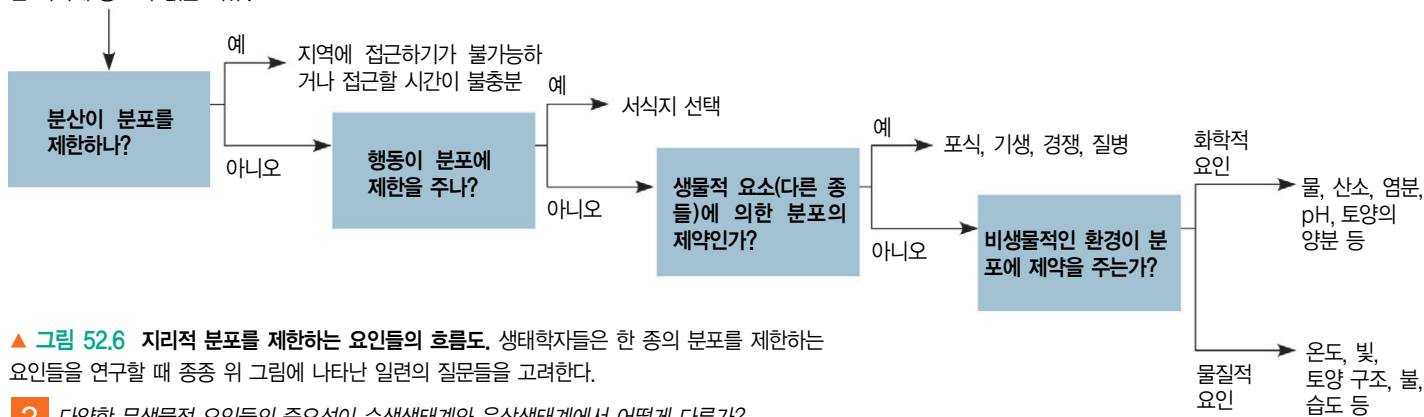 예
지역에 접근하기가 불가능하
거나 접근할 시간이 불충분
분산이 분포를
제한하나?
아니오
예
서식지 선택
행동이 분포에
제한을 주나?
아니오
예
포식, 기생, 경쟁, 질병
생물적 요소(다른 종
들)에 의한 분포의
제약인가?
아니오
비생물적인 환경이 분
포에 제약을 주는가?
화학적
요인
물, 산소, 염분,
pH, 토양의
양분 등
물질적
요인
온도, 빛,
토양 구조, 불,
습도 등
▲ 그림 52.6 지리적 분포를 제한하는 요인들의 흐름도. 생태학자들은 한 종의 분포를 제한하는
요인들을 연구할 때 종종 위 그림에 나타난 일련의 질문들을 고려한다.